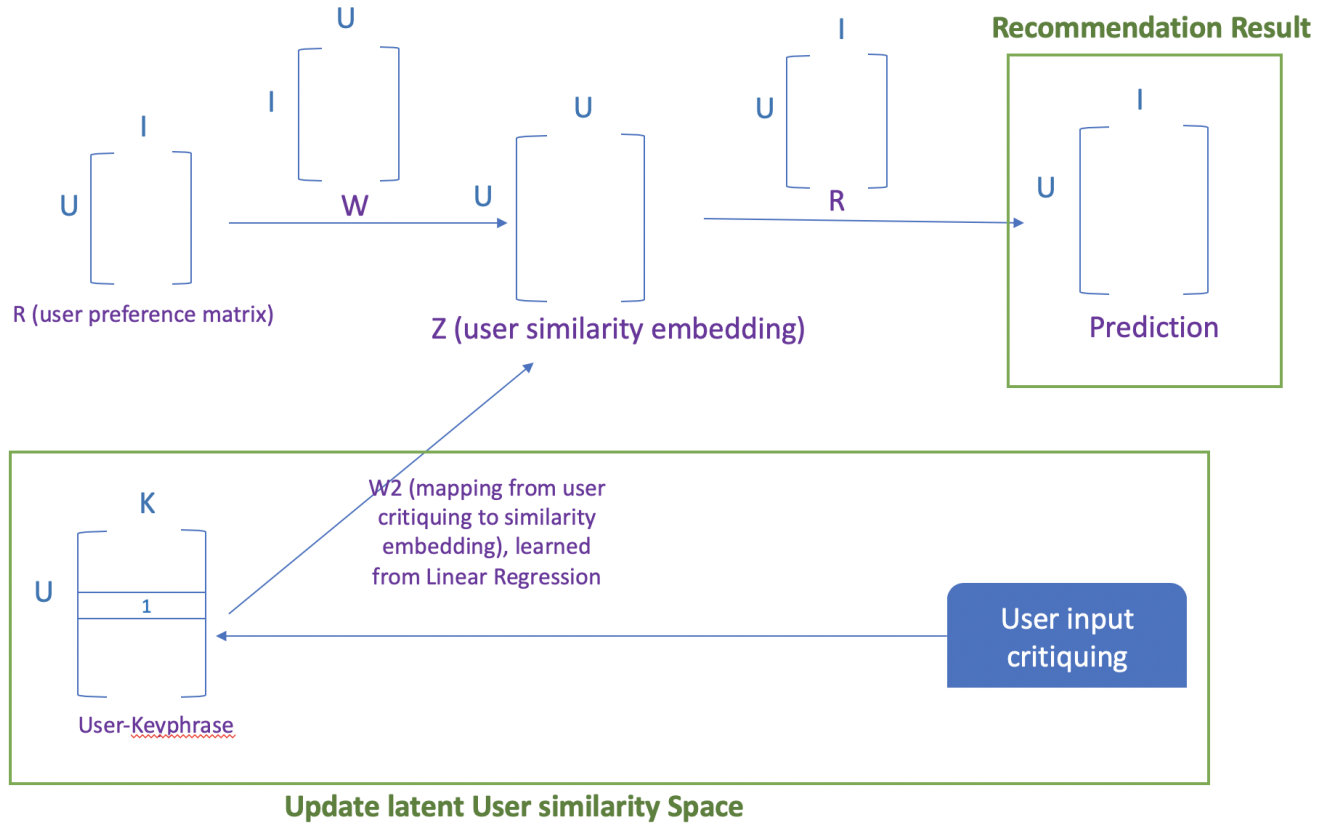 U
I
Recommendation Result
I
U
I
I
U
U
I
U
W
U
R
U
R (user preference matrix)
Z (user similarity embedding)
Prediction
K
W2 (mapping from user
critiquing to similarity
embedding), learned
from Linear Regression
U
1
User input
critiquing
User-Keyphrase
Update latent User similarity Space